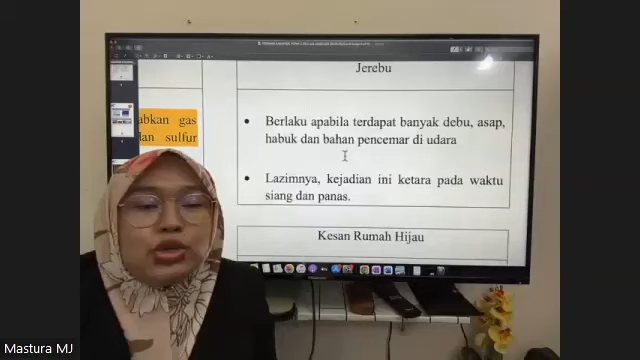 Jerebu
abkan gas
dan sulfur
• Berlaku apabila terdapat banyak debu, asap,
habuk dan bahan pencemar di udara
• Lazimnya, kejadian ini ketara pada waktu
siang dan panas.
Kesan Rumah Hijau
Mastura MJ